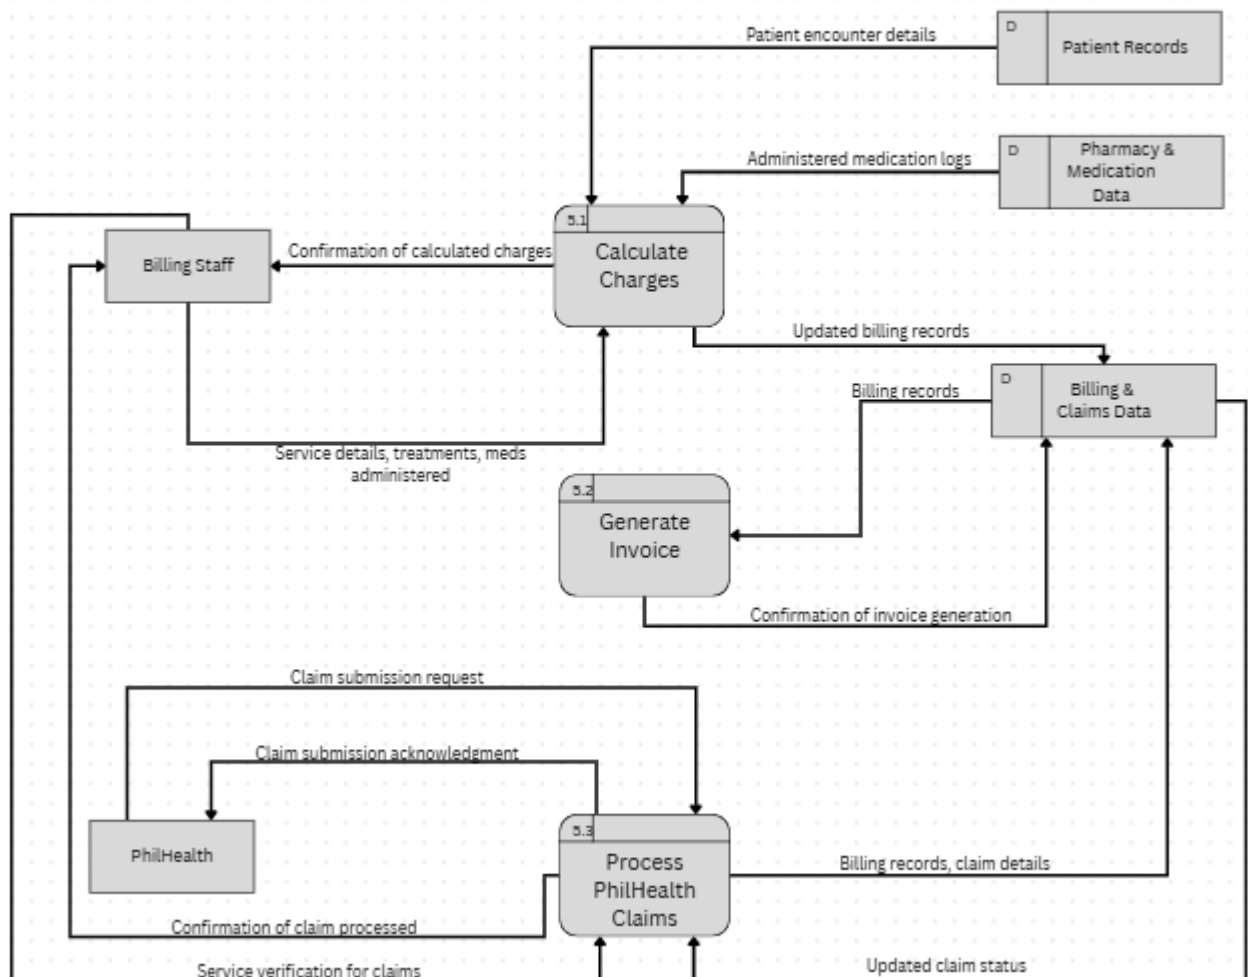 Patient encounter details
D
Patient Records
Administered medication logs
D
Pharmacy &
Medication
Data
5.1
Calculate
Charges
Confirmation of calculated charges
Billing Staff
Updated billing records
D
Billing &
Claims Data
Billing records
Service details, treatments, meds
administered
5.2
Generate
Invoice
Confirmation of invoice generation
Claim submission request
Claim submission acknowledgment
PhilHealth
5.3
Process
PhilHealth
Claims
Billing records, claim details
Confirmation of claim processed
Service verification for claims
Updated claim status